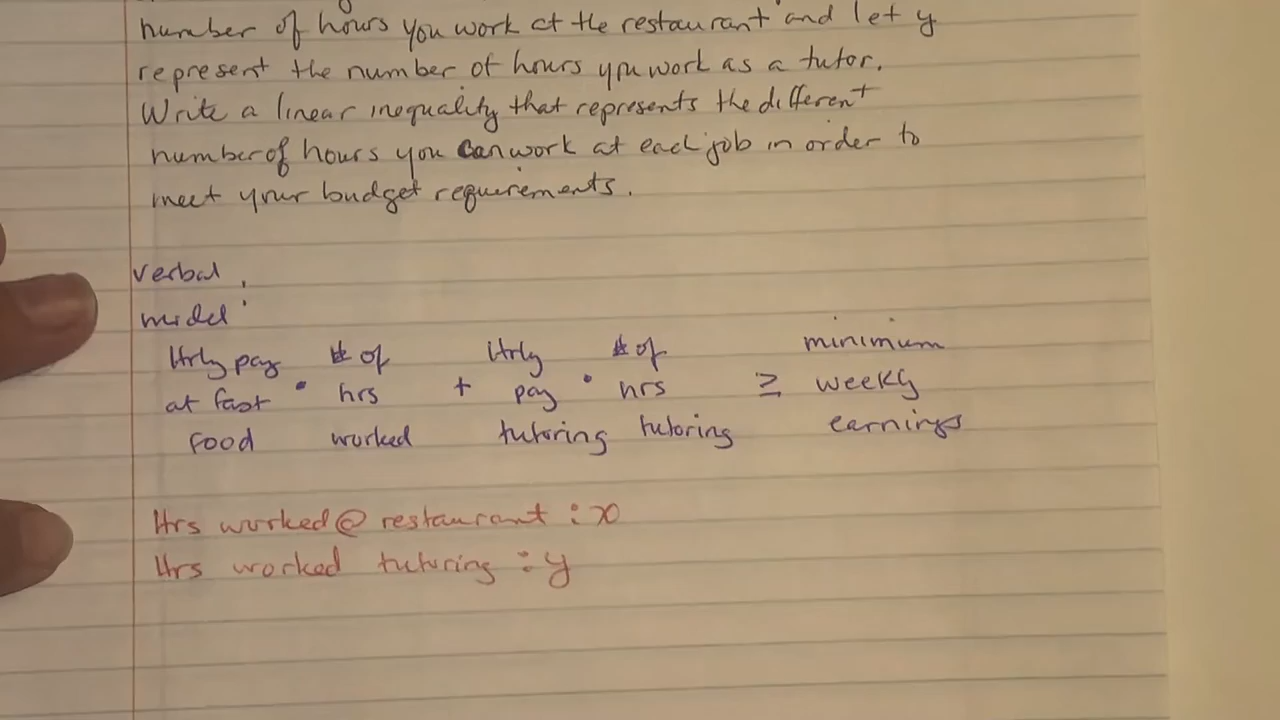 number of hours you work at the restaurant and let y
represent the number of hours you work as a tutor.
Write a linear inequality that represents the different
number of hours you can work at each job in order to
meet your budget requirements.
verbal
model:
Hrly pay # of Hrly # of minimum
at fast • hrs + pay • hrs ≥ weekly
food worked tutoring tutoring earnings
Hrs worked @ restaurant : x
Hrs worked tutoring : y